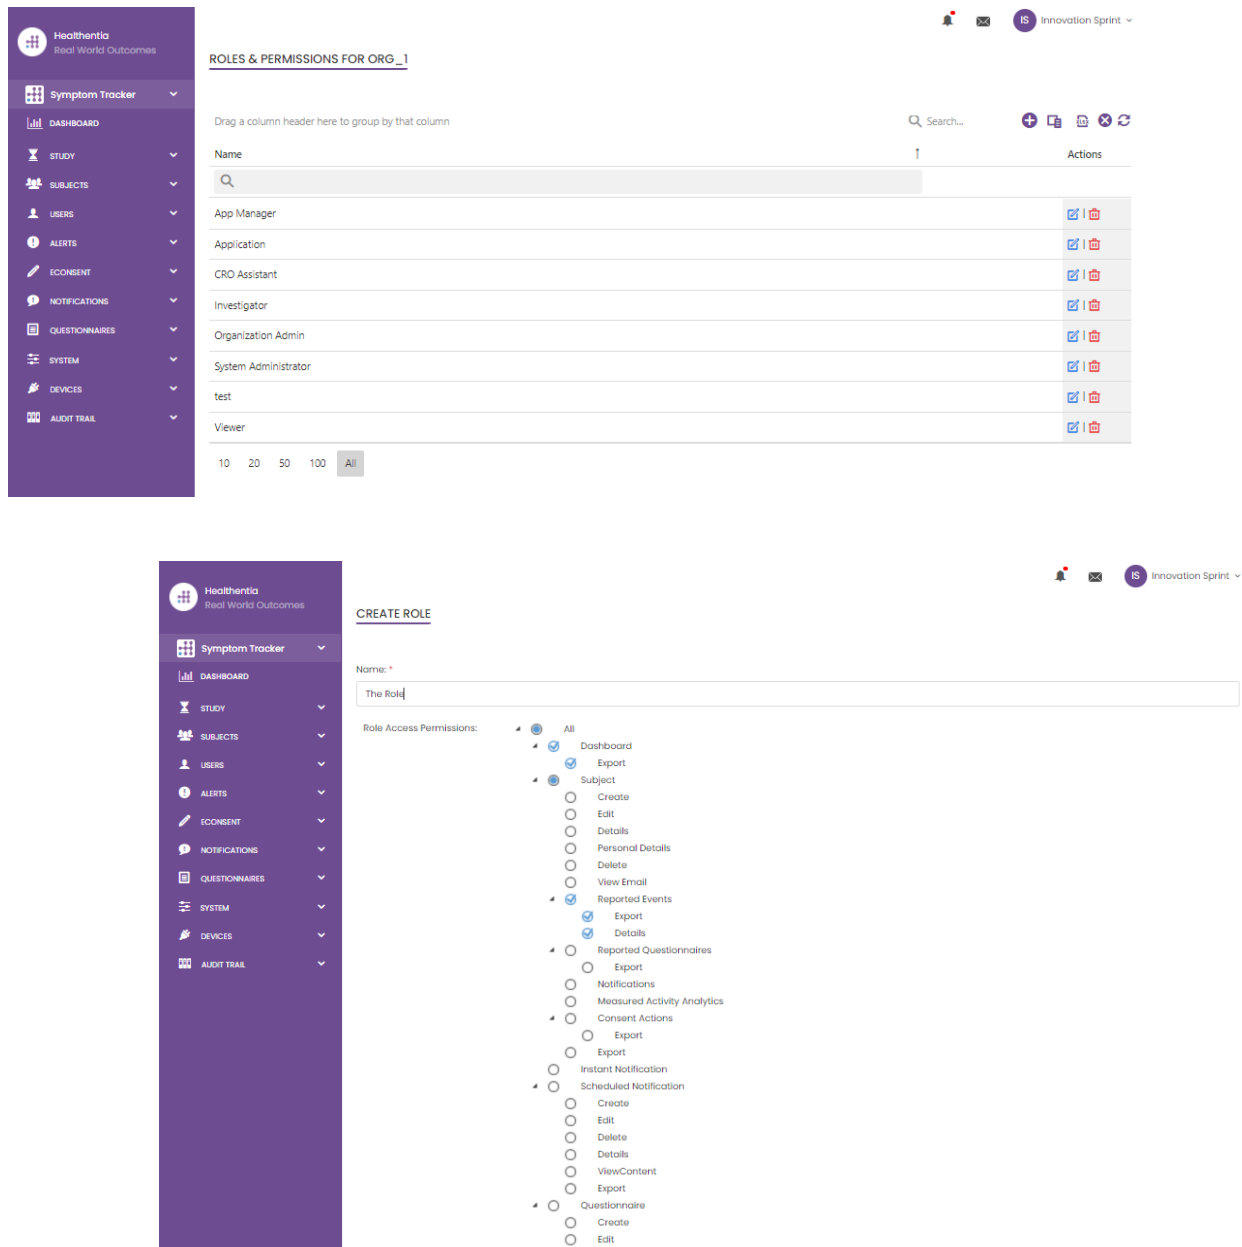 Healthentia
Real World Outcomes
IS Innovation Sprint
ROLES & PERMISSIONS FOR ORG_1
Symptom Tracker
DASHBOARD
STUDY
SUBJECTS
USERS
ALERTS
ECONSENT
NOTIFICATIONS
QUESTIONNAIRES
SYSTEM
DEVICES
AUDIT TRAIL
Drag a column header here to group by that column
Search...
Name Actions
App Manager
Application
CRO Assistant
Investigator
Organization Admin
System Administrator
test
Viewer
10 20 50 100 All
Healthentia
Real World Outcomes
IS Innovation Sprint
CREATE ROLE
Symptom Tracker
DASHBOARD
STUDY
SUBJECTS
USERS
ALERTS
ECONSENT
NOTIFICATIONS
QUESTIONNAIRES
SYSTEM
DEVICES
AUDIT TRAIL
Name: *
The Role
Role Access Permissions:
All
Dashboard
Export
Subject
Create
Edit
Details
Personal Details
Delete
View Email
Reported Events
Export
Details
Reported Questionnaires
Export
Notifications
Measured Activity Analytics
Consent Actions
Export
Export
Instant Notification
Scheduled Notification
Create
Edit
Delete
Details
ViewContent
Export
Questionnaire
Create
Edit